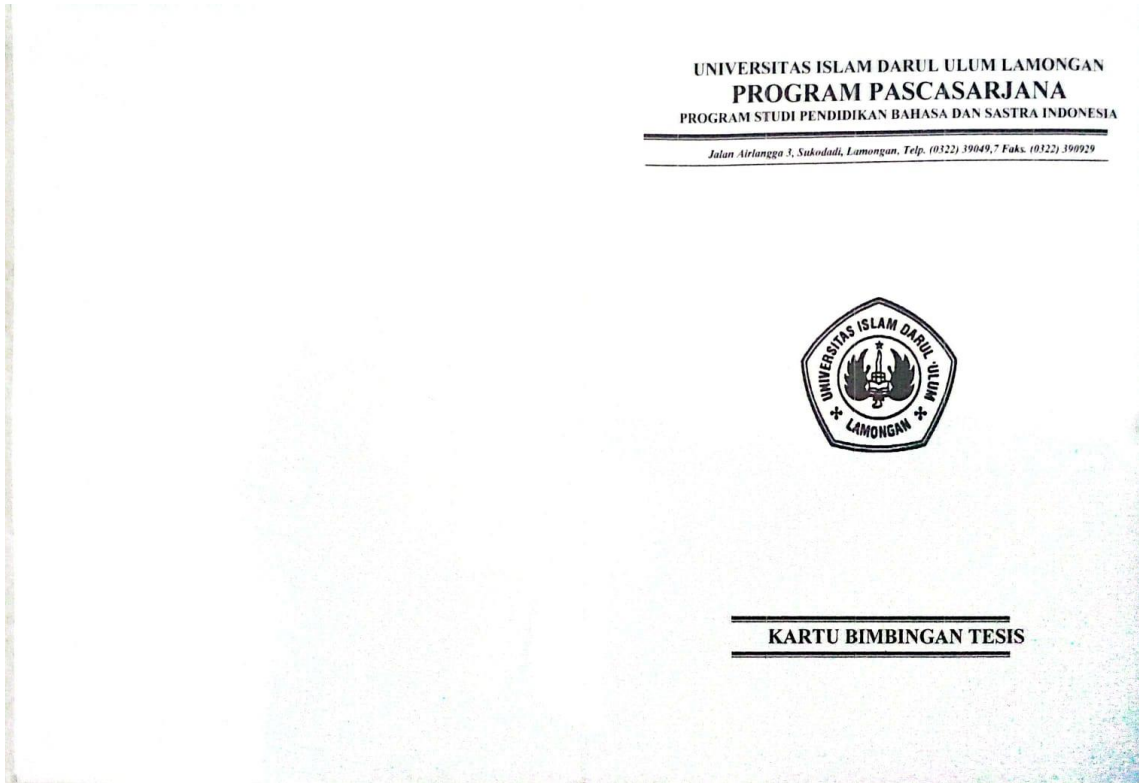 UNIVERSITAS ISLAM DARUL ULUM LAMONGAN
PROGRAM PASCASARJANA
PROGRAM STUDI PENDIDIKAN BAHASA DAN SASTRA INDONESIA
Jalan Airlangga 3, Sukodadi, Lamongan, Telp. (0322) 39049,7 Faks. (0322) 390929
UNIVERSITAS ISLAM DARUL 'ULUM
LAMONGAN
KARTU BIMBINGAN TESIS